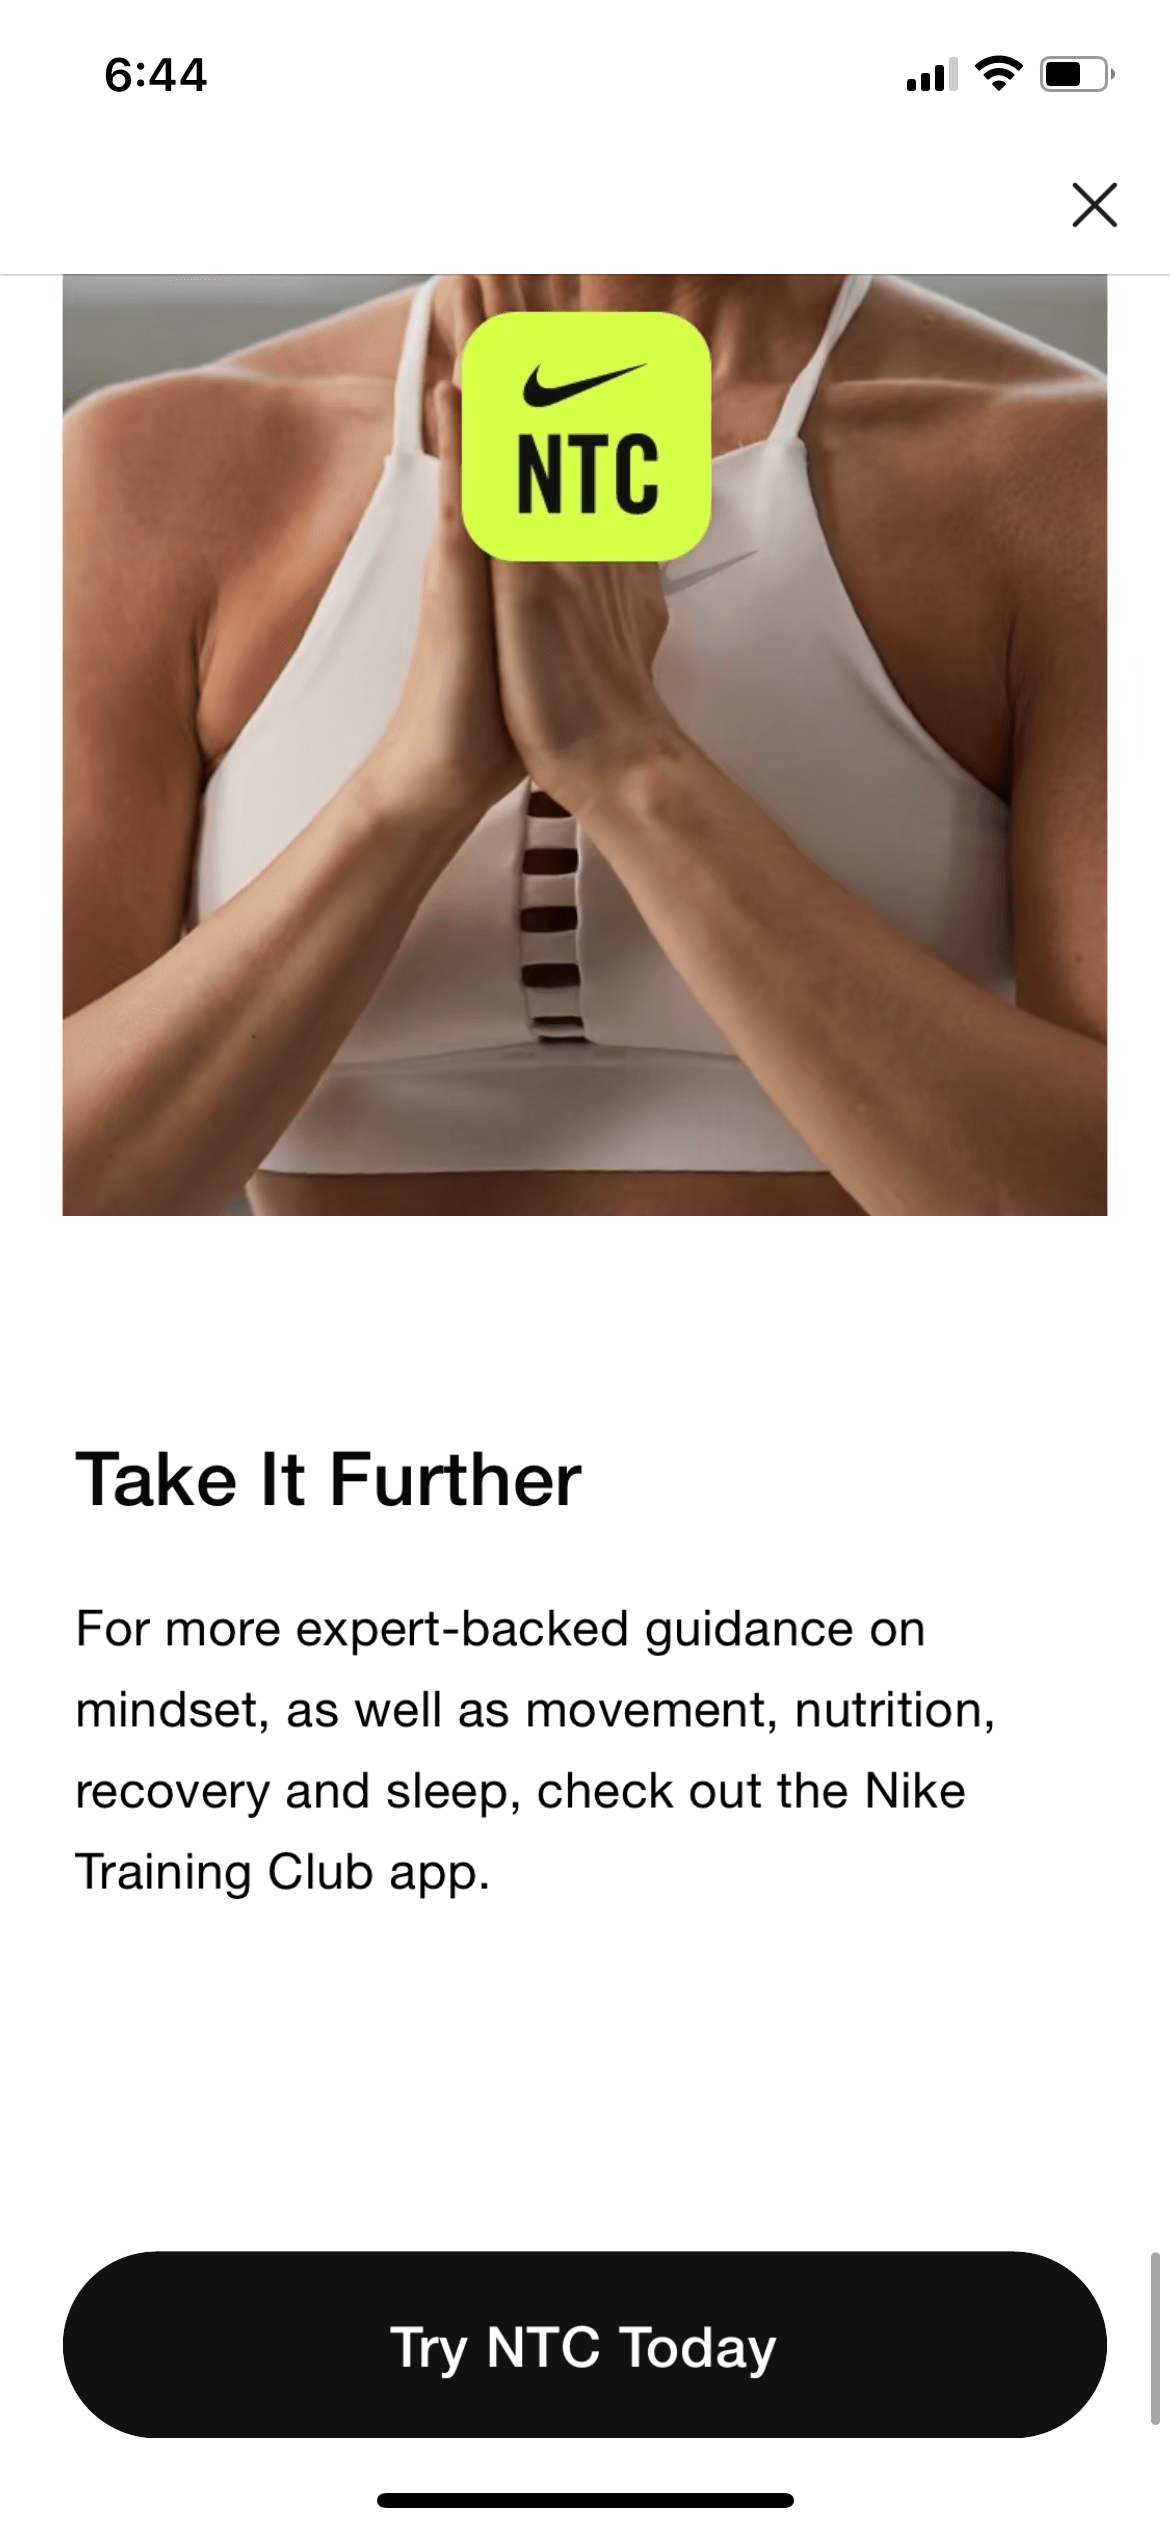 6:44
NTC
Take It Further
For more expert-backed guidance on
mindset, as well as movement, nutrition,
recovery and sleep, check out the Nike
Training Club app.
Try NTC Today